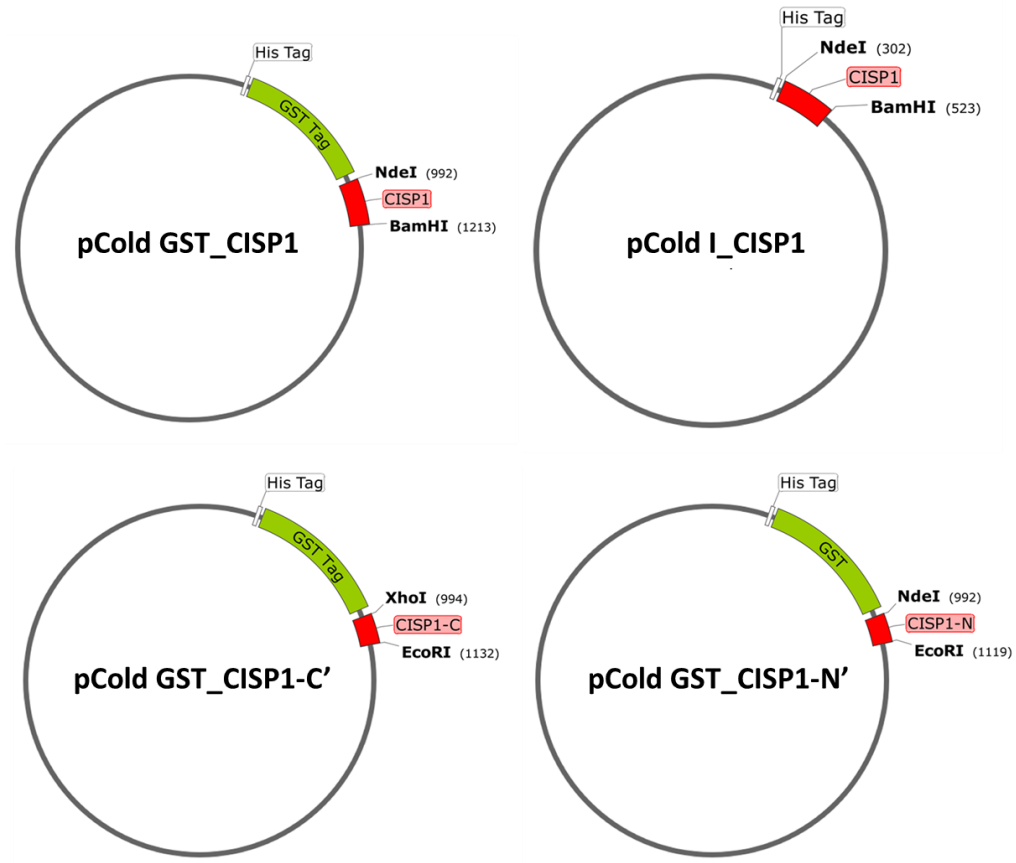 His Tag
GST Tag
NdeI (992)
CISP1
BamHI (1213)
pCold GST_CISP1
His Tag
NdeI (302)
CISP1
BamHI (523)
pCold I_CISP1
His Tag
GST Tag
XhoI (994)
CISP1-C
EcoRI (1132)
pCold GST_CISP1-C’
His Tag
GST
NdeI (992)
CISP1-N
EcoRI (1119)
pCold GST_CISP1-N’